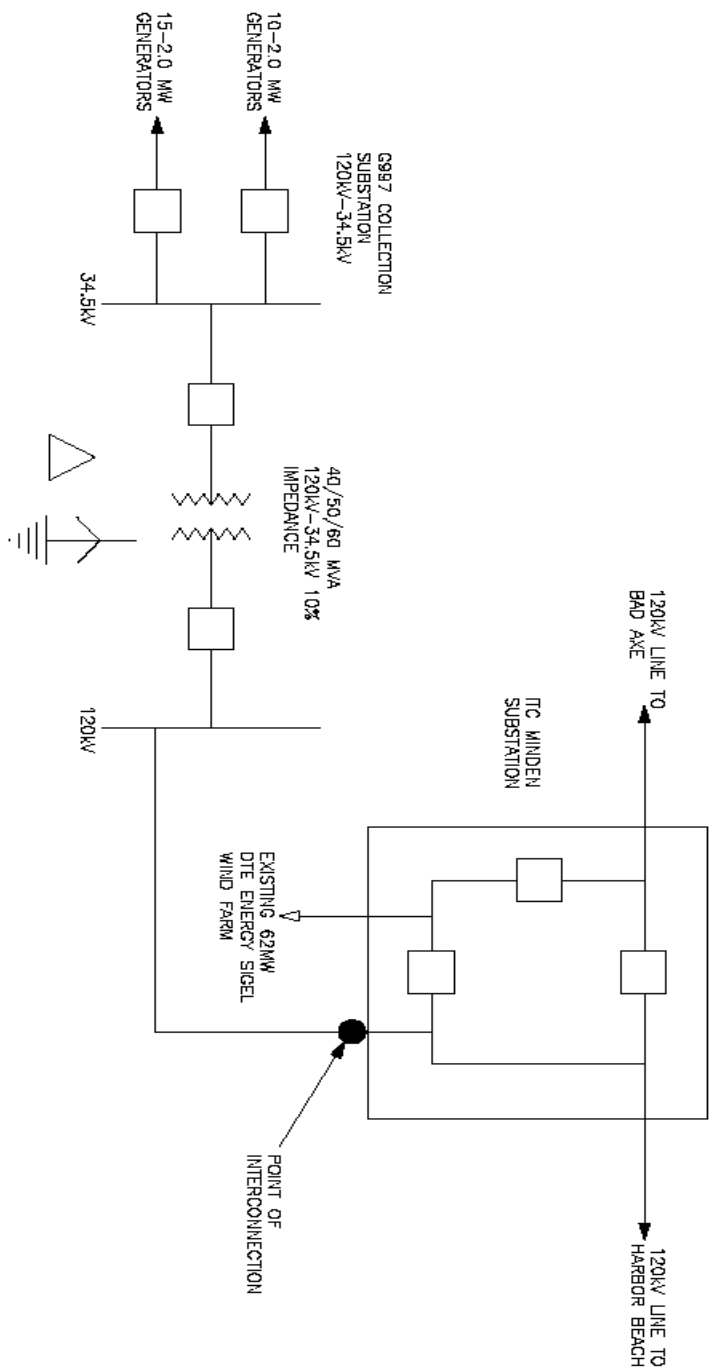 120kV LINE TO
BAD AXE
120kV LINE TO
HARBOR BEACH
ITC MINDEN
SUBSTATION
EXISTING 62MW
DTE ENERGY SIGEL
WIND FARM
POINT OF
INTERCONNECTION
G997 COLLECTION
SUBSTATION
120kV-34.5kV
40/50/60 MVA
120kV-34.5kV 10%
IMPEDANCE
10-2.0 MW
GENERATORS
15-2.0 MW
GENERATORS
34.5kV
120kV